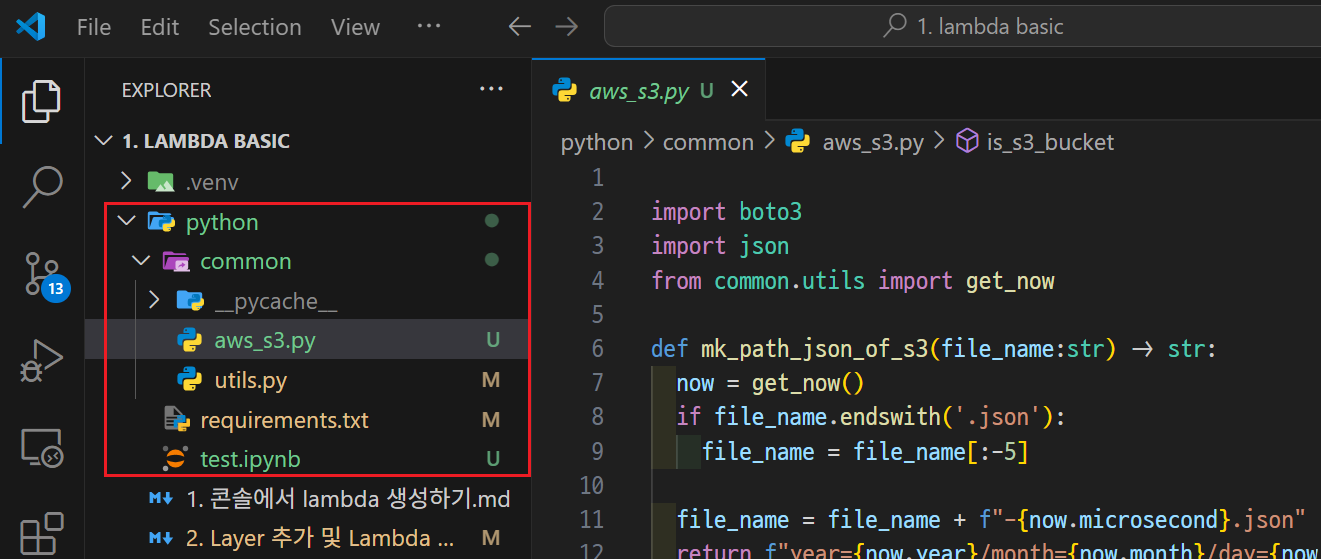 File Edit Selection View ··· ← → 1. lambda basic
EXPLORER ···
1. LAMBDA BASIC
.venv
python
common
__pycache__
aws_s3.py U
utils.py M
requirements.txt M
test.ipynb U
1. 콘솔에서 lambda 생성하기.md
2. Layer 추가 및 Lambda ... M
13
aws_s3.py U
python > common > aws_s3.py > is_s3_bucket
1
2 import boto3
3 import json
4 from common.utils import get_now
5
6 def mk_path_json_of_s3(file_name:str) -> str:
7 now = get_now()
8 if file_name.endswith('.json'):
9 file_name = file_name[:-5]
10
11 file_name = file_name + f"-{now.microsecond}.json"
12 return f"year={now.year}/month={now.month}/day={now